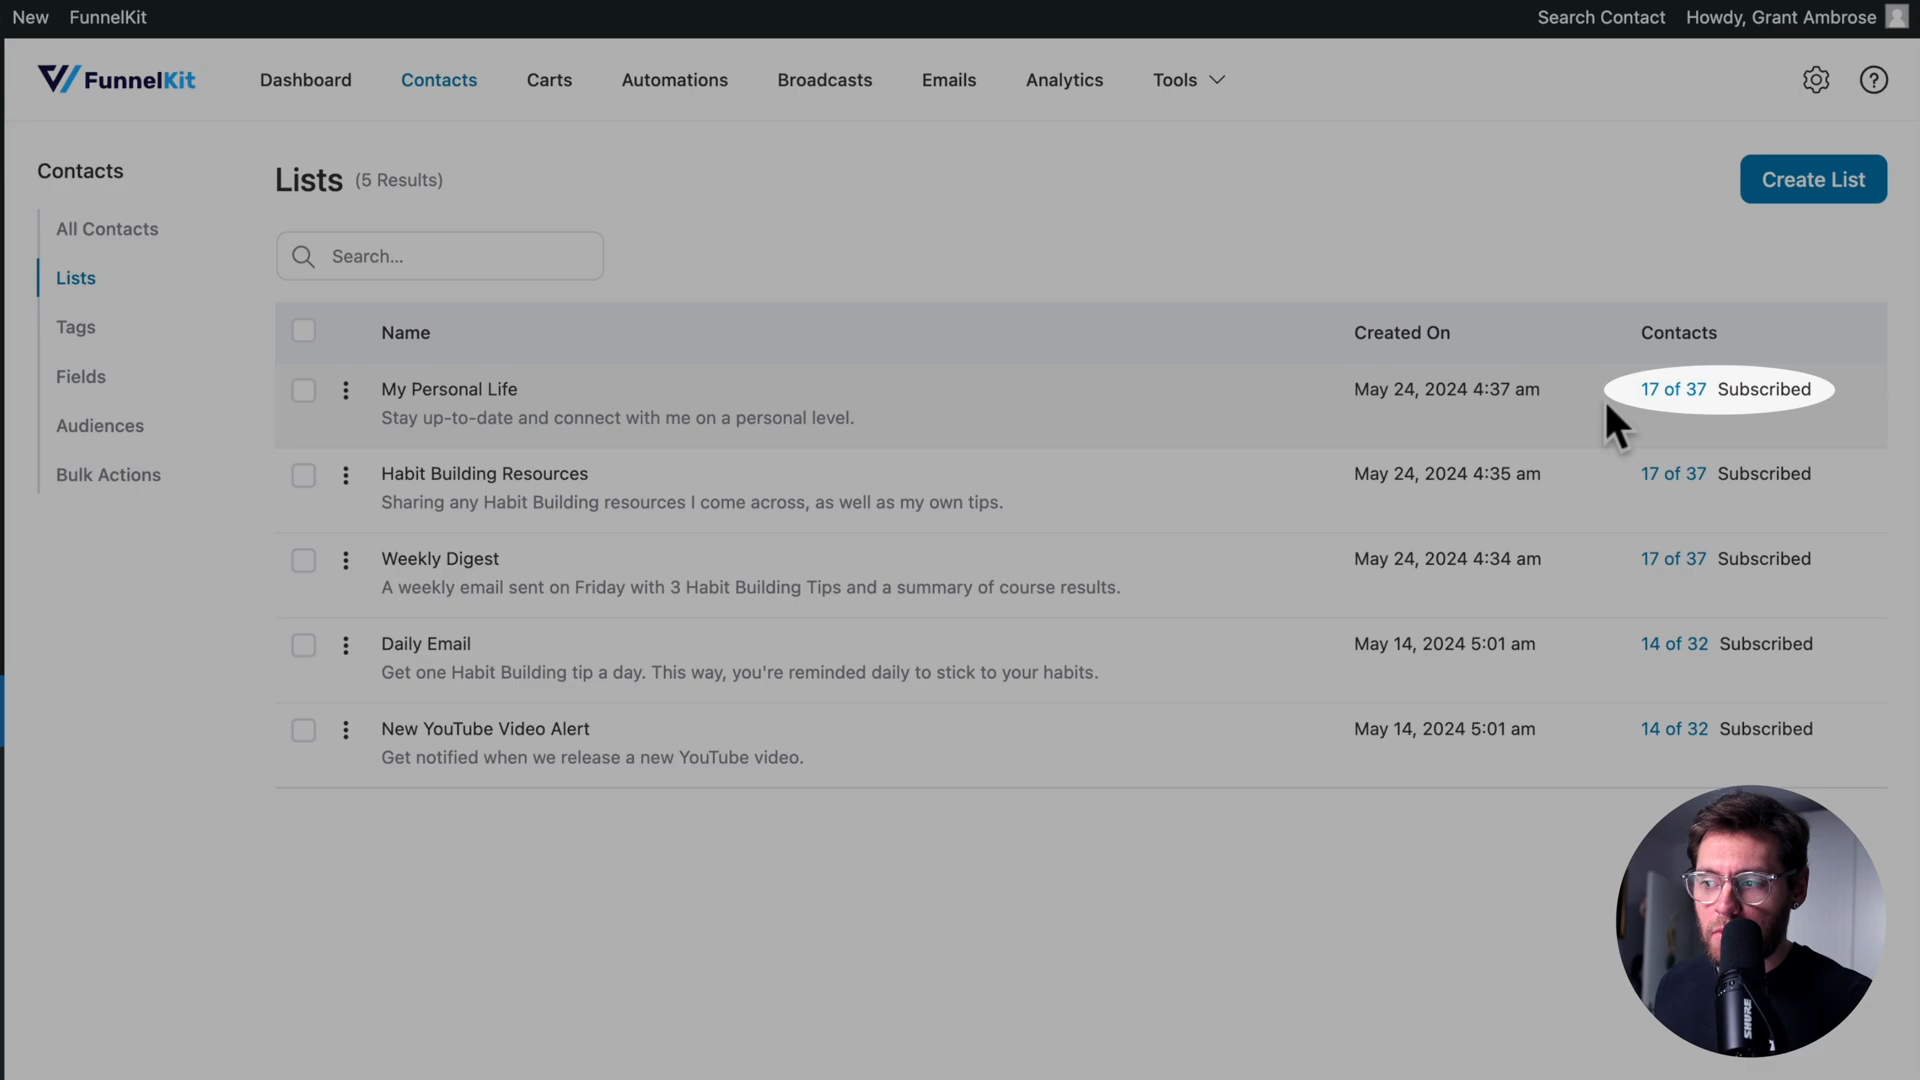 New FunnelKit Search Contact Howdy, Grant Ambrose
FunnelKit Dashboard Contacts Carts Automations Broadcasts Emails Analytics Tools
Contacts
All Contacts
Lists
Tags
Fields
Audiences
Bulk Actions
Lists (5 Results) Create List
Search...
Name Created On Contacts
My Personal Life May 24, 2024 4:37 am 17 of 37 Subscribed
Stay up-to-date and connect with me on a personal level.
Habit Building Resources May 24, 2024 4:35 am 17 of 37 Subscribed
Sharing any Habit Building resources I come across, as well as my own tips.
Weekly Digest May 24, 2024 4:34 am 17 of 37 Subscribed
A weekly email sent on Friday with 3 Habit Building Tips and a summary of course results.
Daily Email May 14, 2024 5:01 am 14 of 32 Subscribed
Get one Habit Building tip a day. This way, you're reminded daily to stick to your habits.
New YouTube Video Alert May 14, 2024 5:01 am 14 of 32 Subscribed
Get notified when we release a new YouTube video.
SHURE